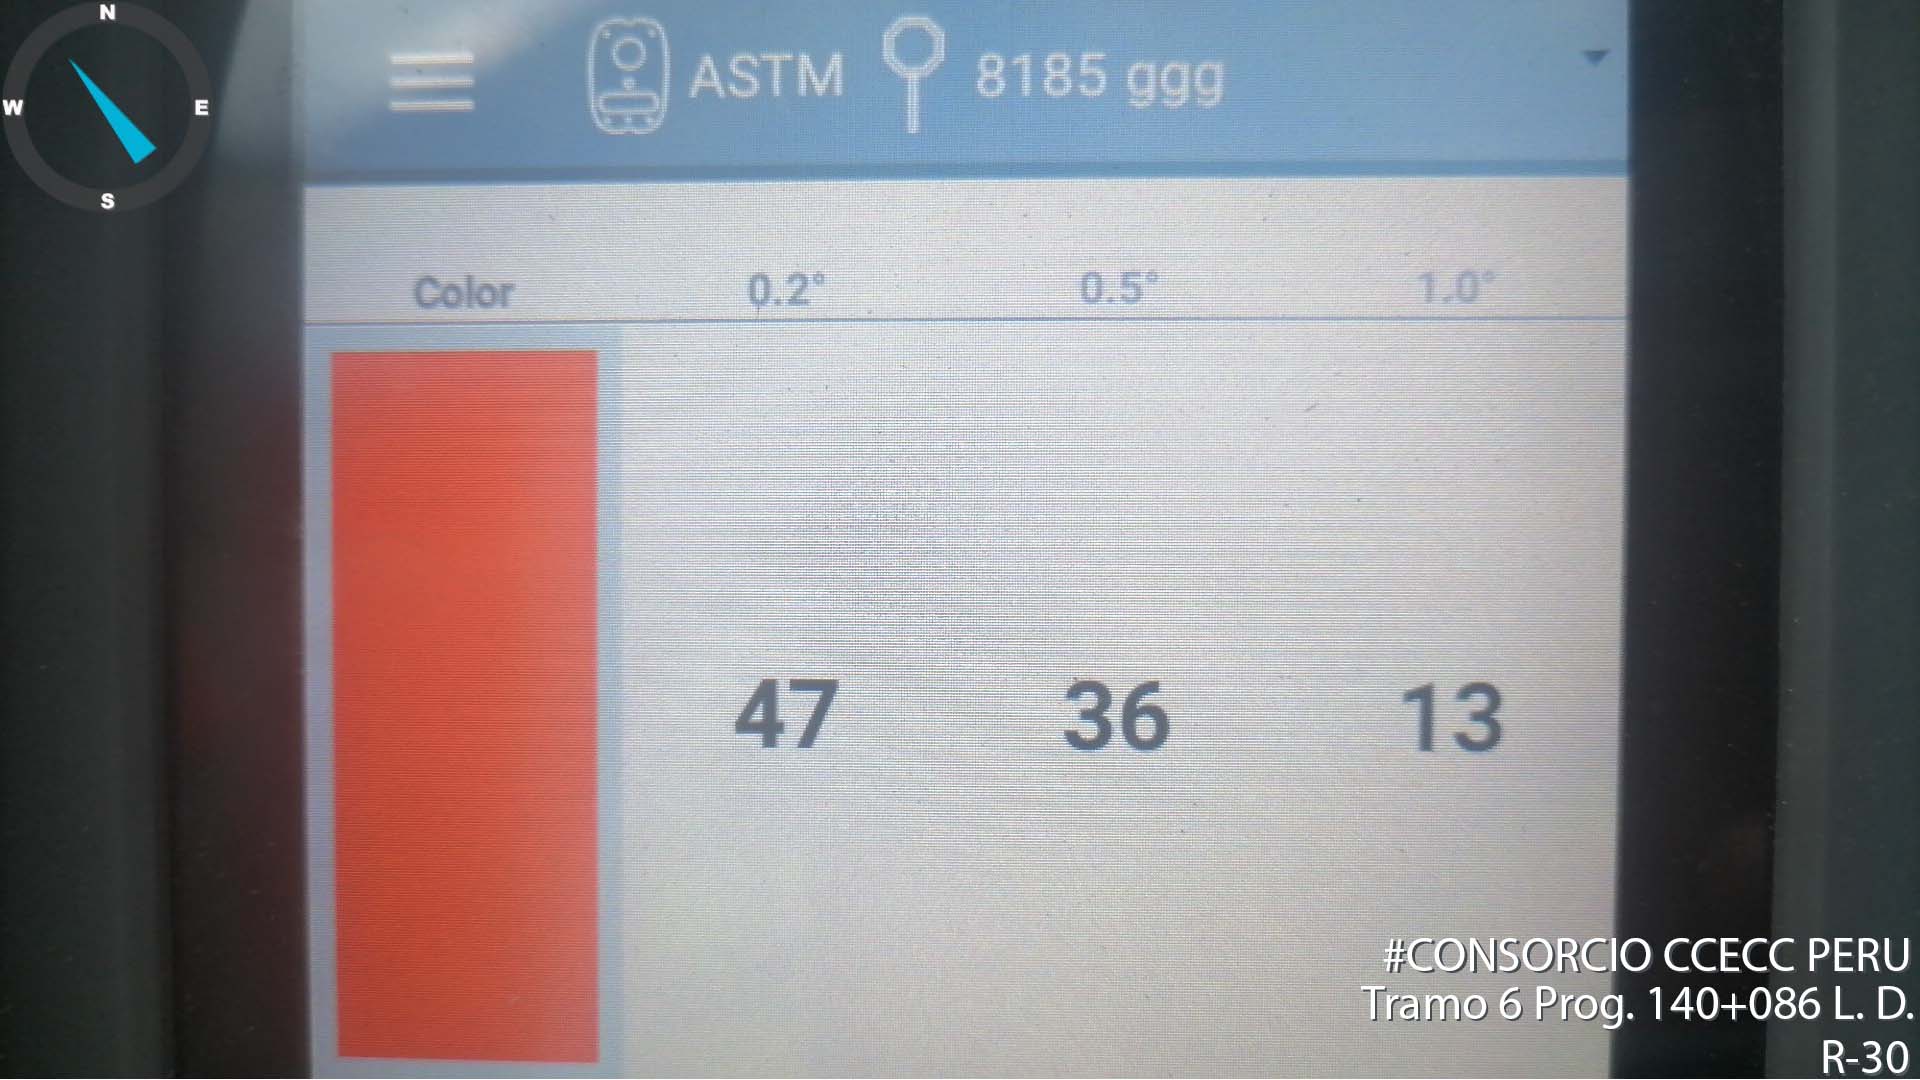 N
W E
S
ASTM 8185 ggg
Color 0.2° 0.5° 1.0°
47 36 13
#CONSORCIO CCECC PERU
Tramo 6 Prog. 140+086 L. D.
R-30